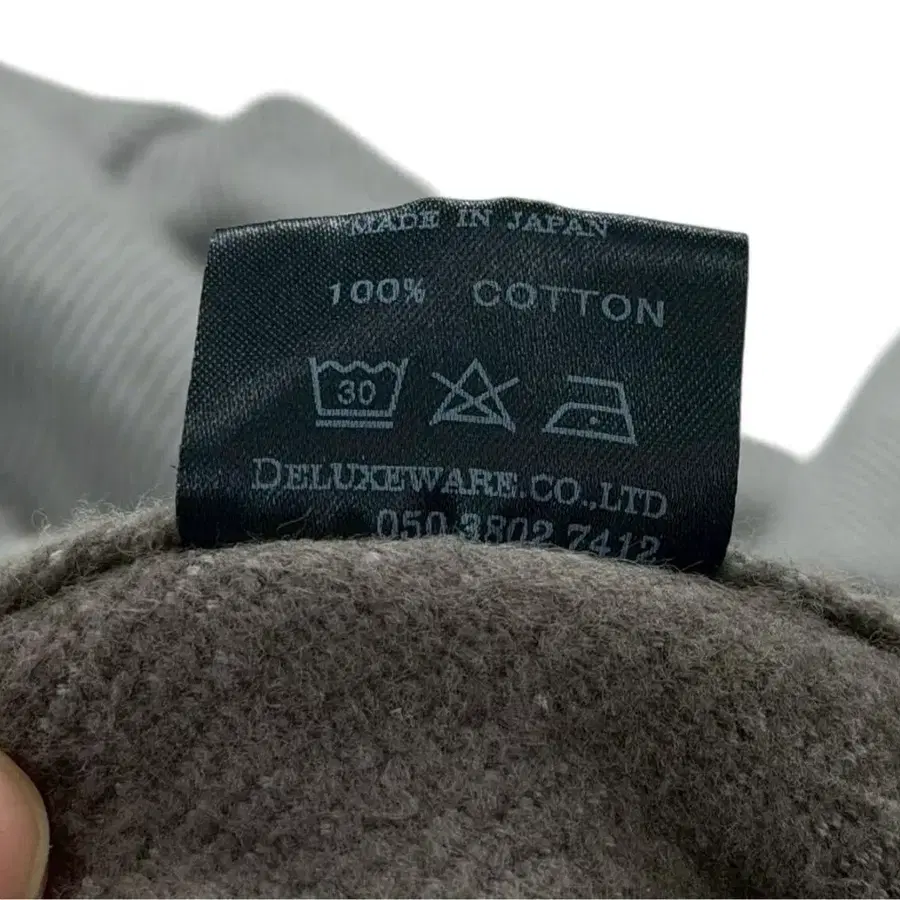 MADE IN JAPAN
100% COTTON
30
DELUXEWARE.CO.,LTD
050 3802 7412